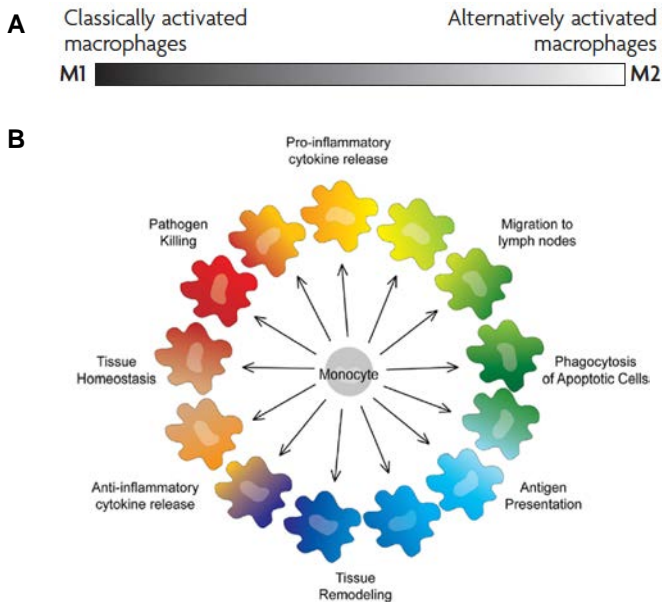 A
Classically activated
macrophages
Alternatively activated
macrophages
M1
M2
B
Pro-inflammatory
cytokine release
Pathogen
Killing
Migration to
lymph nodes
Tissue
Homeostasis
Monocyte
Phagocytosis
of Apoptotic Cells
Anti-inflammatory
cytokine release
Antigen
Presentation
Tissue
Remodeling